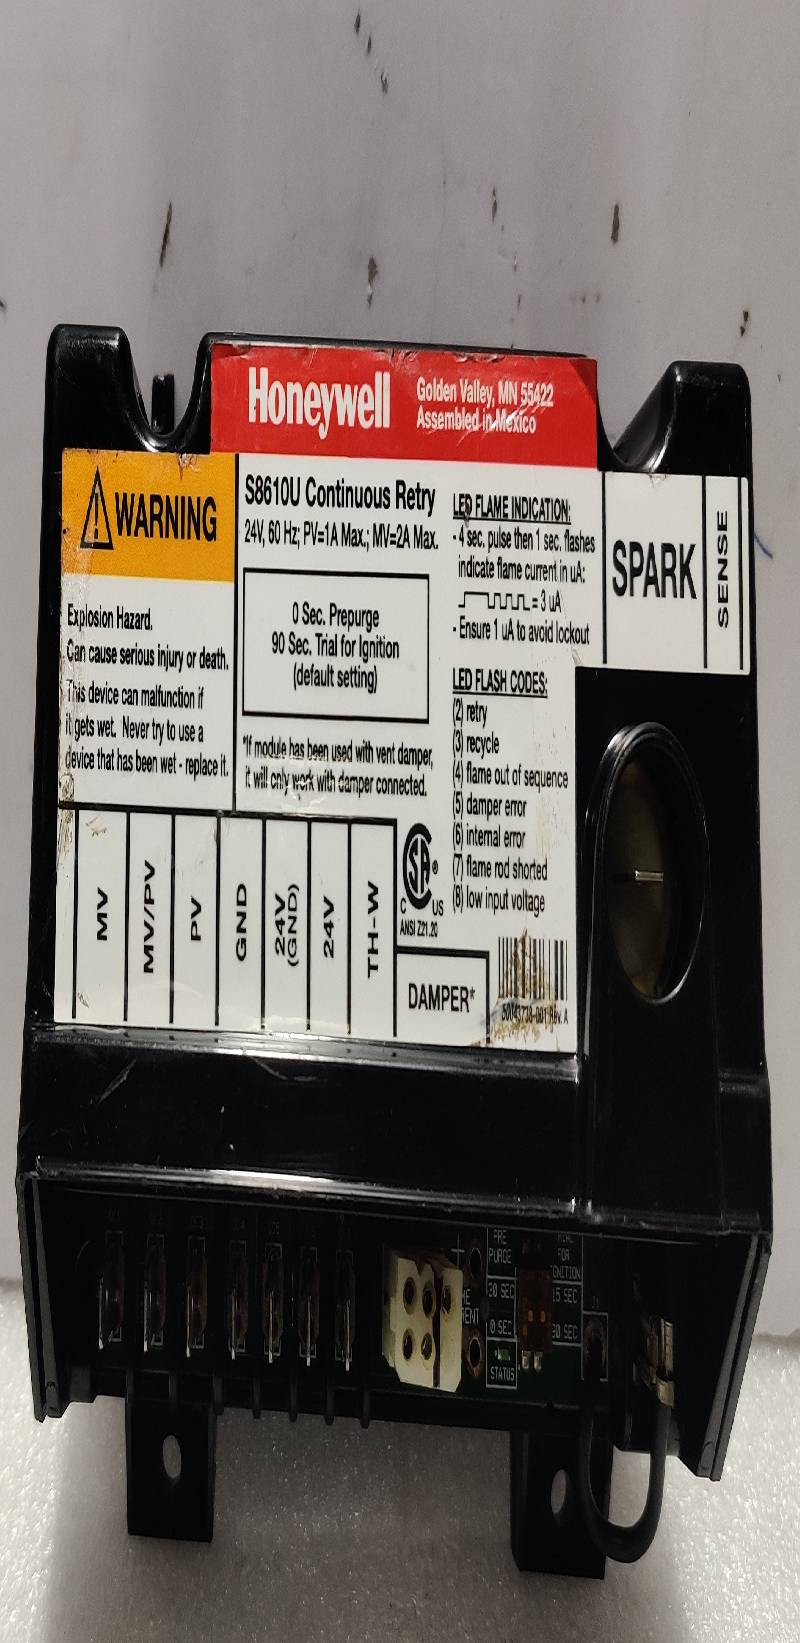 Honeywell
Golden Valley, MN 55422
Assembled in Mexico
WARNING
Explosion Hazard.
Can cause serious injury or death.
This device can malfunction if
it gets wet. Never try to use a
device that has been wet - replace it.
S8610U Continuous Retry
24V, 60 Hz; PV=1A Max.; MV=2A Max.
0 Sec. Prepurge
90 Sec. Trial for Ignition
(default setting)
*If module has been used with vent damper,
it will only work with damper connected.
LED FLAME INDICATION:
- 4 sec. pulse then 1 sec. flashes
indicate flame current in uA:
= 3 uA
- Ensure 1 uA to avoid lockout
LED FLASH CODES:
(2) retry
(3) recycle
(4) flame out of sequence
(5) damper error
(6) internal error
(7) flame rod shorted
(8) low input voltage
SPARK
SENSE
MV
MV/PV
PV
GND
24V
(GND)
24V
TH-W
SA
C US
ANSI Z21.20
DAMPER*
Rev. A
PRE
PURGE
FOR
IGNITION
30 SEC
15 SEC
0 SEC
90 SEC
STATUS